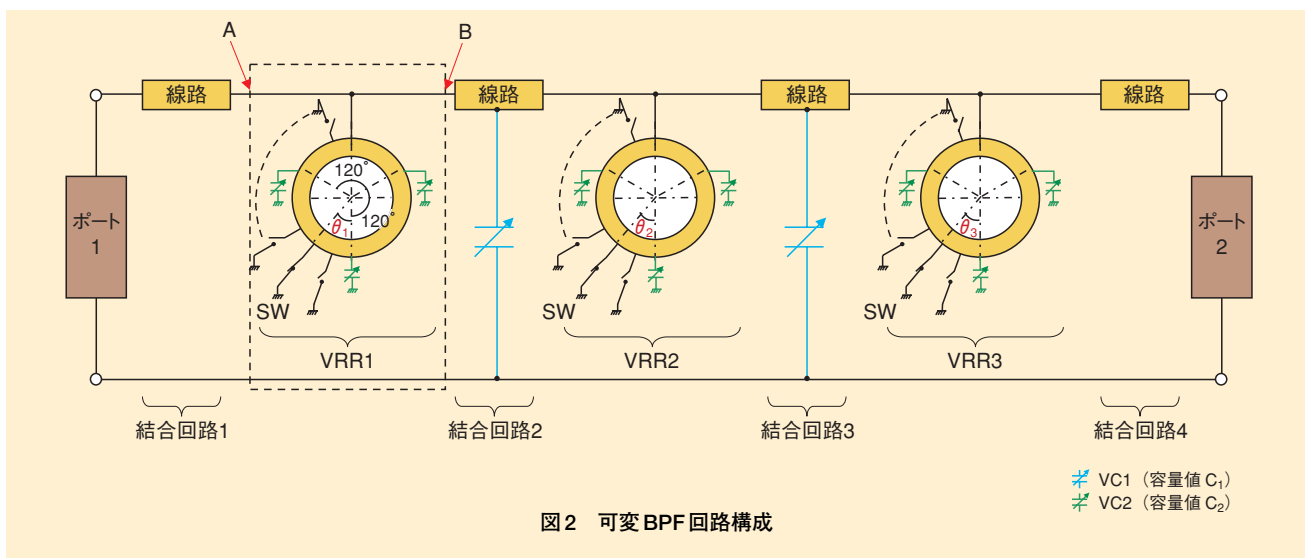 A
B
線路
線路
線路
線路
ポート
1
120°
120°
θ1
θ2
θ3
ポート
2
SW
SW
SW
VRR1
VRR2
VRR3
結合回路1
結合回路2
結合回路3
結合回路4
VC1（容量値 C1）
VC2（容量値 C2）
図2 可変BPF回路構成